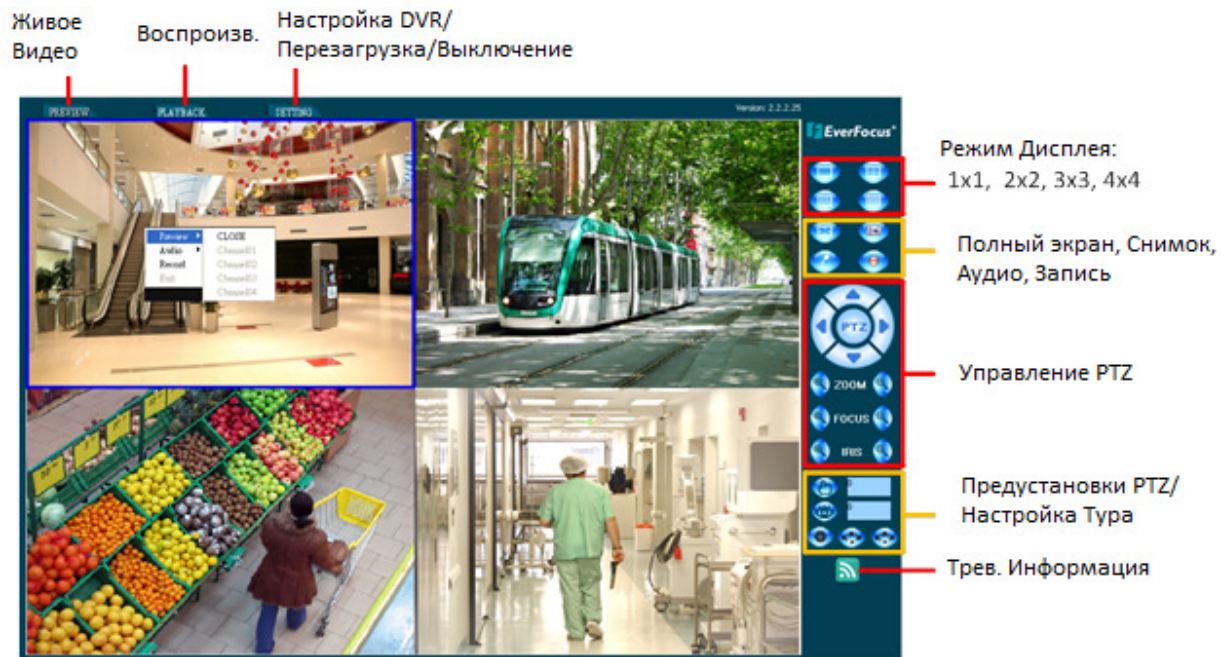 Живое
Видео
Воспроизв.
Настройка DVR/
Перезагрузка/Выключение
PREVIEW
PLAYBACK
SETTING
Version: 2.2.2.25
EverFocus®
Режим Дисплея:
1x1, 2x2, 3x3, 4x4
Preview
CLOSE
Audio
Record
Exit
Полный экран, Снимок,
Аудио, Запись
PTZ
Управление PTZ
ZOOM
FOCUS
IRIS
Предустановки PTZ/
Настройка Тура
Трев. Информация